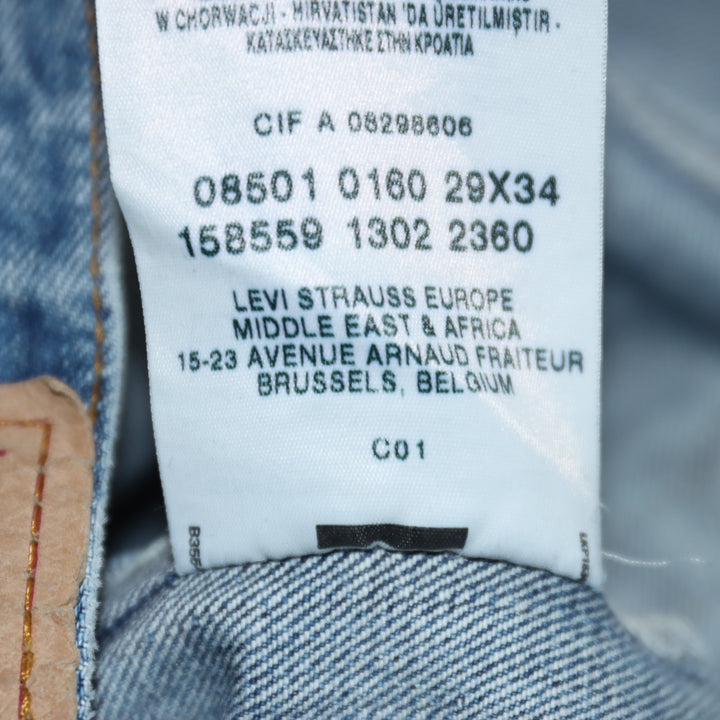 W CHORWACJI - HIRVATISTAN 'DA ÜRETILMIŞTIR -
ΚΑΤΑΣΚΕΥΑΣΤΗΚΕ ΣΤΗΝ ΚΡΟΑΤΙΑ
CIF A 08298606
08501 0160 29X34
158559 1302 2360
LEVI STRAUSS EUROPE
MIDDLE EAST & AFRICA
15-23 AVENUE ARNAUD FRAITEUR
BRUSSELS, BELGIUM
C01